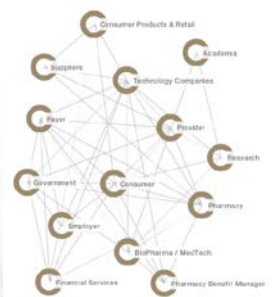 Consumer Products & Retail
Academia
Suppliers
Technology Companies
Payer
Provider
Research
Government
Consumer
Pharmacy
Employer
BioPharma / MedTech
Financial Services
Pharmacy Benefit Manager